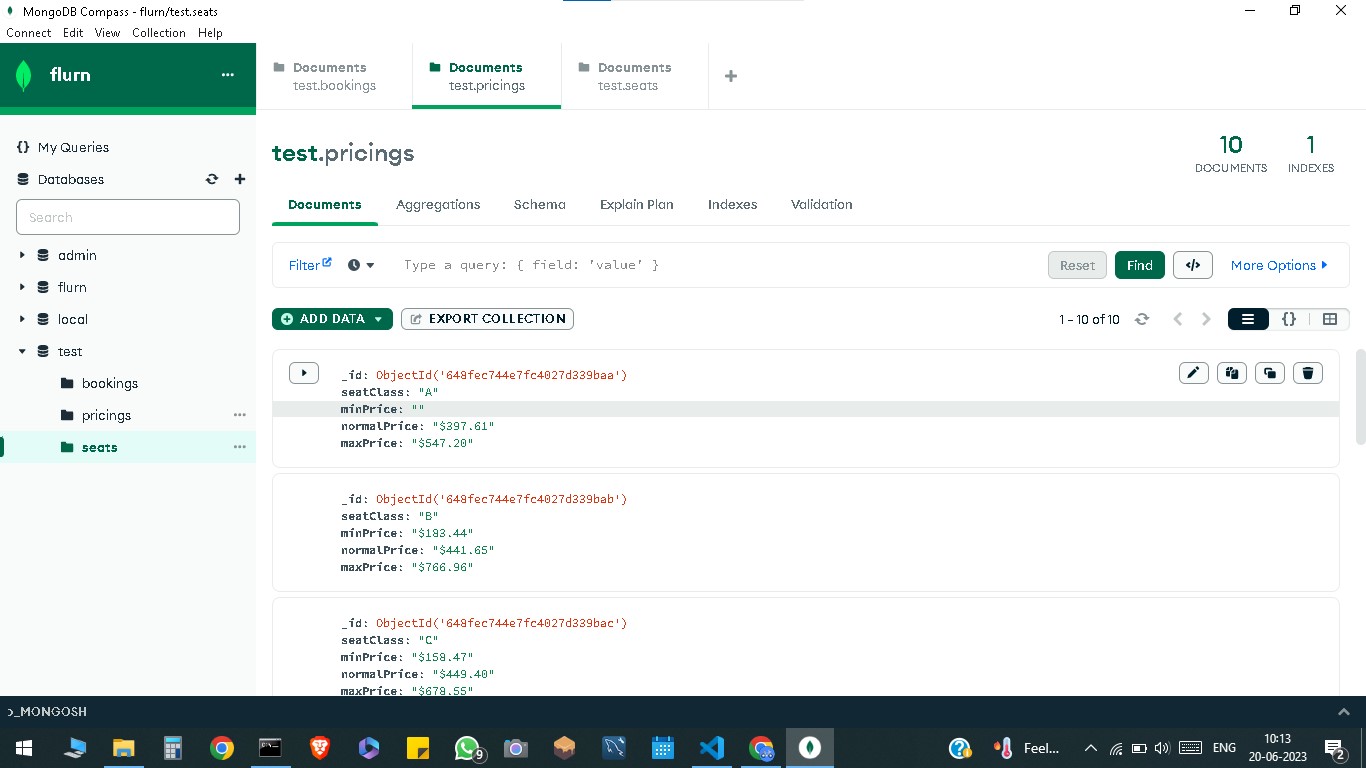 MongoDB Compass - flurn/test.seats
Connect Edit View Collection Help
flurn
Documents
test.bookings
Documents
test.pricings
Documents
test.seats
{} My Queries
Databases
Search
admin
flurn
local
test
bookings
pricings
seats
test.pricings
10
DOCUMENTS
1
INDEXES
Documents Aggregations Schema Explain Plan Indexes Validation
Filter Type a query: { field: 'value' } Reset Find </> More Options
ADD DATA EXPORT COLLECTION 1 - 10 of 10 {}
_id: ObjectId('648fec744e7fc4027d339baa')
seatClass: "A"
minPrice: ""
normalPrice: "$397.61"
maxPrice: "$547.20"
_id: ObjectId('648fec744e7fc4027d339bab')
seatClass: "B"
minPrice: "$183.44"
normalPrice: "$441.65"
maxPrice: "$766.96"
_id: ObjectId('648fec744e7fc4027d339bac')
seatClass: "C"
minPrice: "$158.47"
normalPrice: "$449.40"
maxPrice: "$678.55"
>_MONGOSH
9
Feel... ENG
10:13
20-06-2023
2